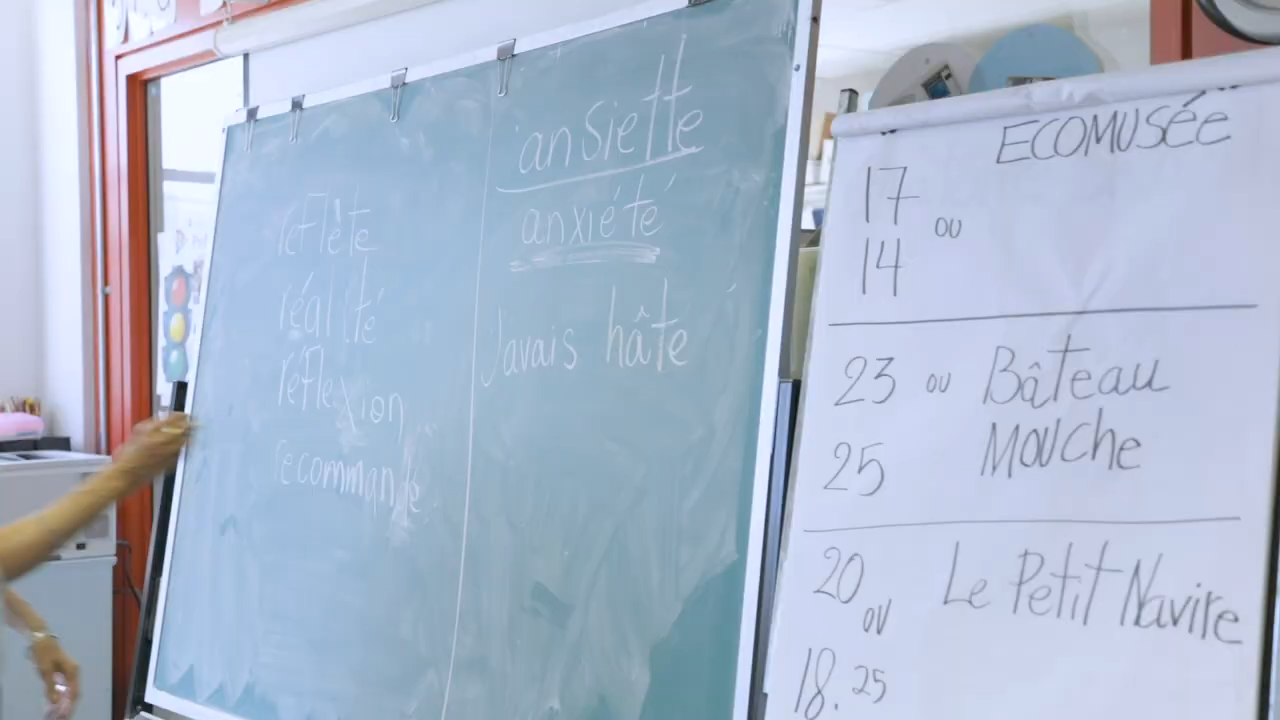 reflète
réalité
réflexion
recommande
ansiette
anxiété
J'avais hâte
ECOMUSÉE
17 ou
14
23 ou Bâteau
25 Mouche
20 Le Petit Navire
ou
18.25